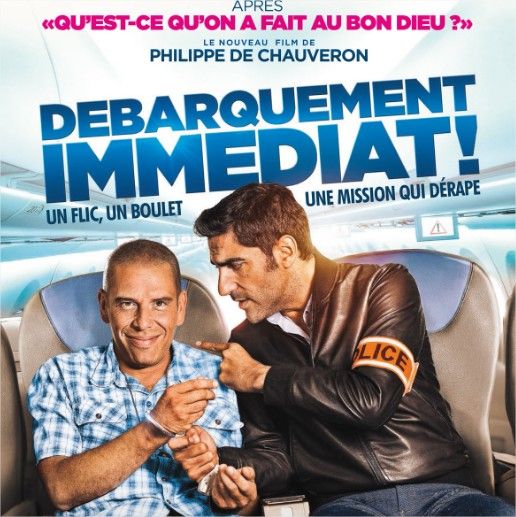 APRÈS
«QU'EST-CE QU'ON A FAIT AU BON DIEU ?»
LE NOUVEAU FILM DE
PHILIPPE DE CHAUVERON
DEBARQUEMENT
IMMEDIAT!
UN FLIC, UN BOULET
UNE MISSION QUI DÉRAPE
OLICE